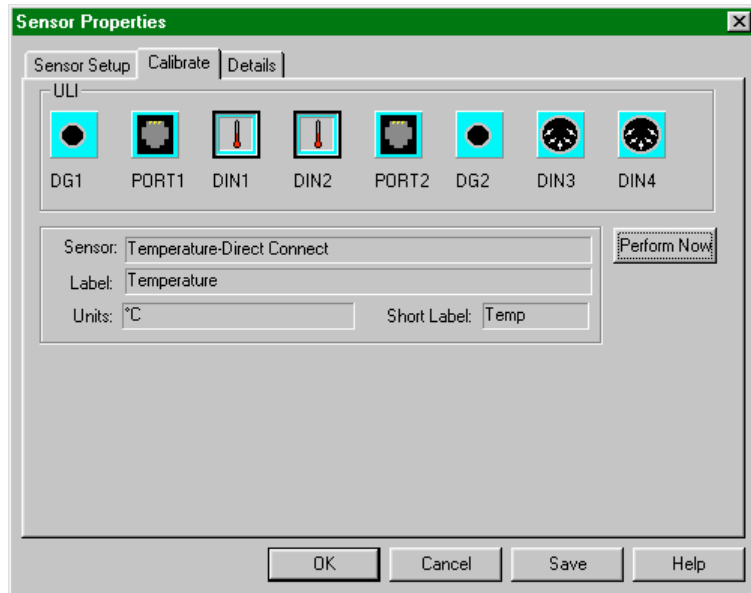 Sensor Properties
Sensor Setup Calibrate Details
ULI
DG1 PORT1 DIN1 DIN2 PORT2 DG2 DIN3 DIN4
Sensor: Temperature-Direct Connect
Perform Now
Label: Temperature
Units: °C Short Label: Temp
OK Cancel Save Help